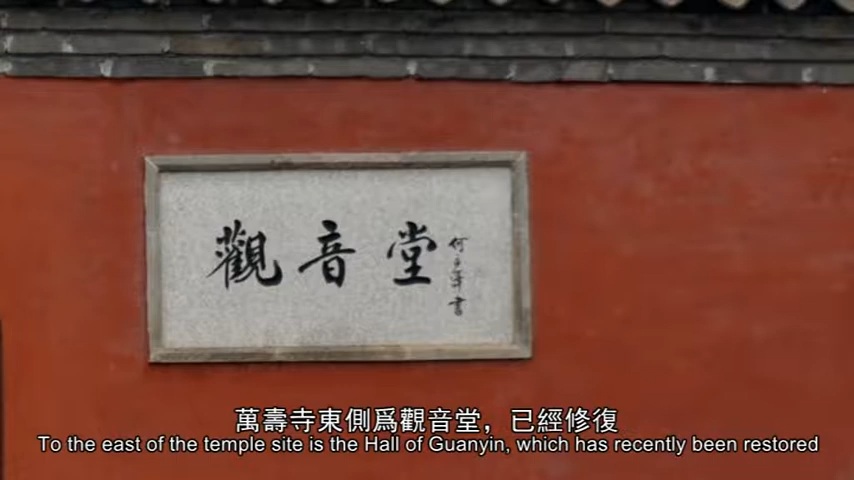 觀音堂
書
萬壽寺東側爲觀音堂，已經修復
To the east of the temple site is the Hall of Guanyin, which has recently been restored